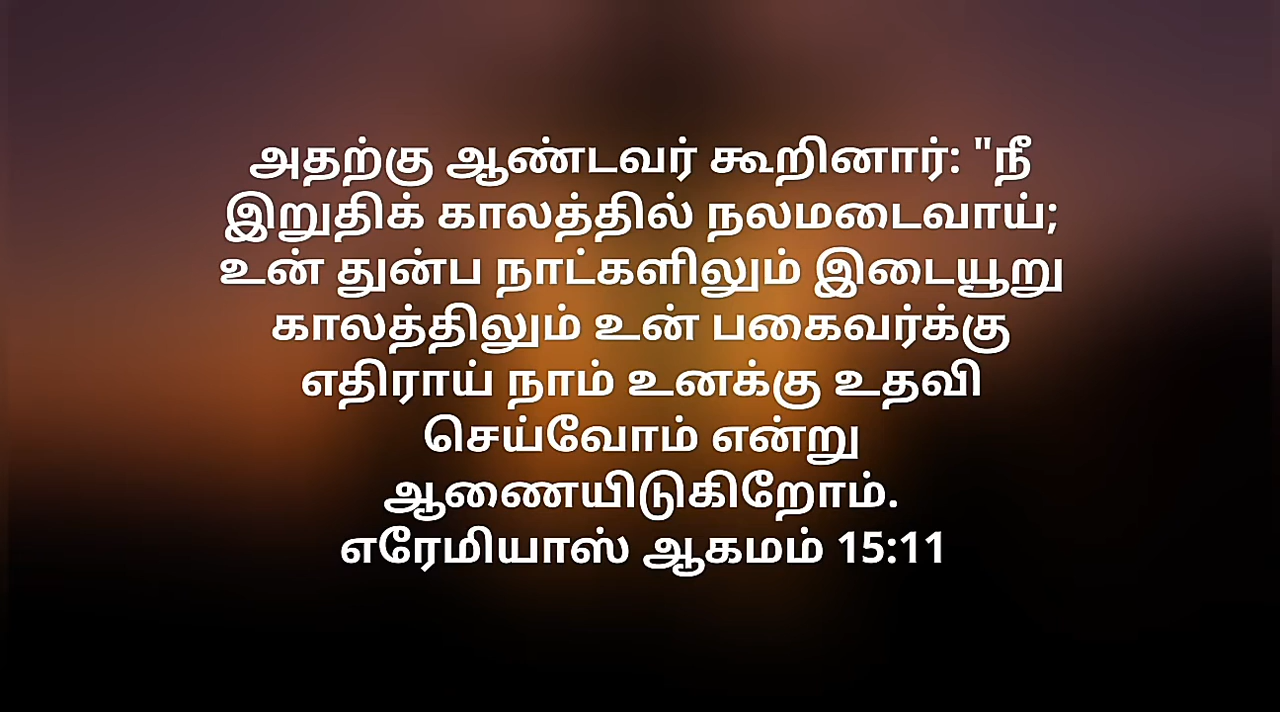 அதற்கு ஆண்டவர் கூறினார்: "நீ
இறுதிக் காலத்தில் நலமடைவாய்;
உன் துன்ப நாட்களிலும் இடையூறு
காலத்திலும் உன் பகைவர்க்கு
எதிராய் நாம் உனக்கு உதவி
செய்வோம் என்று
ஆணையிடுகிறோம்.
எரேமியாஸ் ஆகமம் 15:11